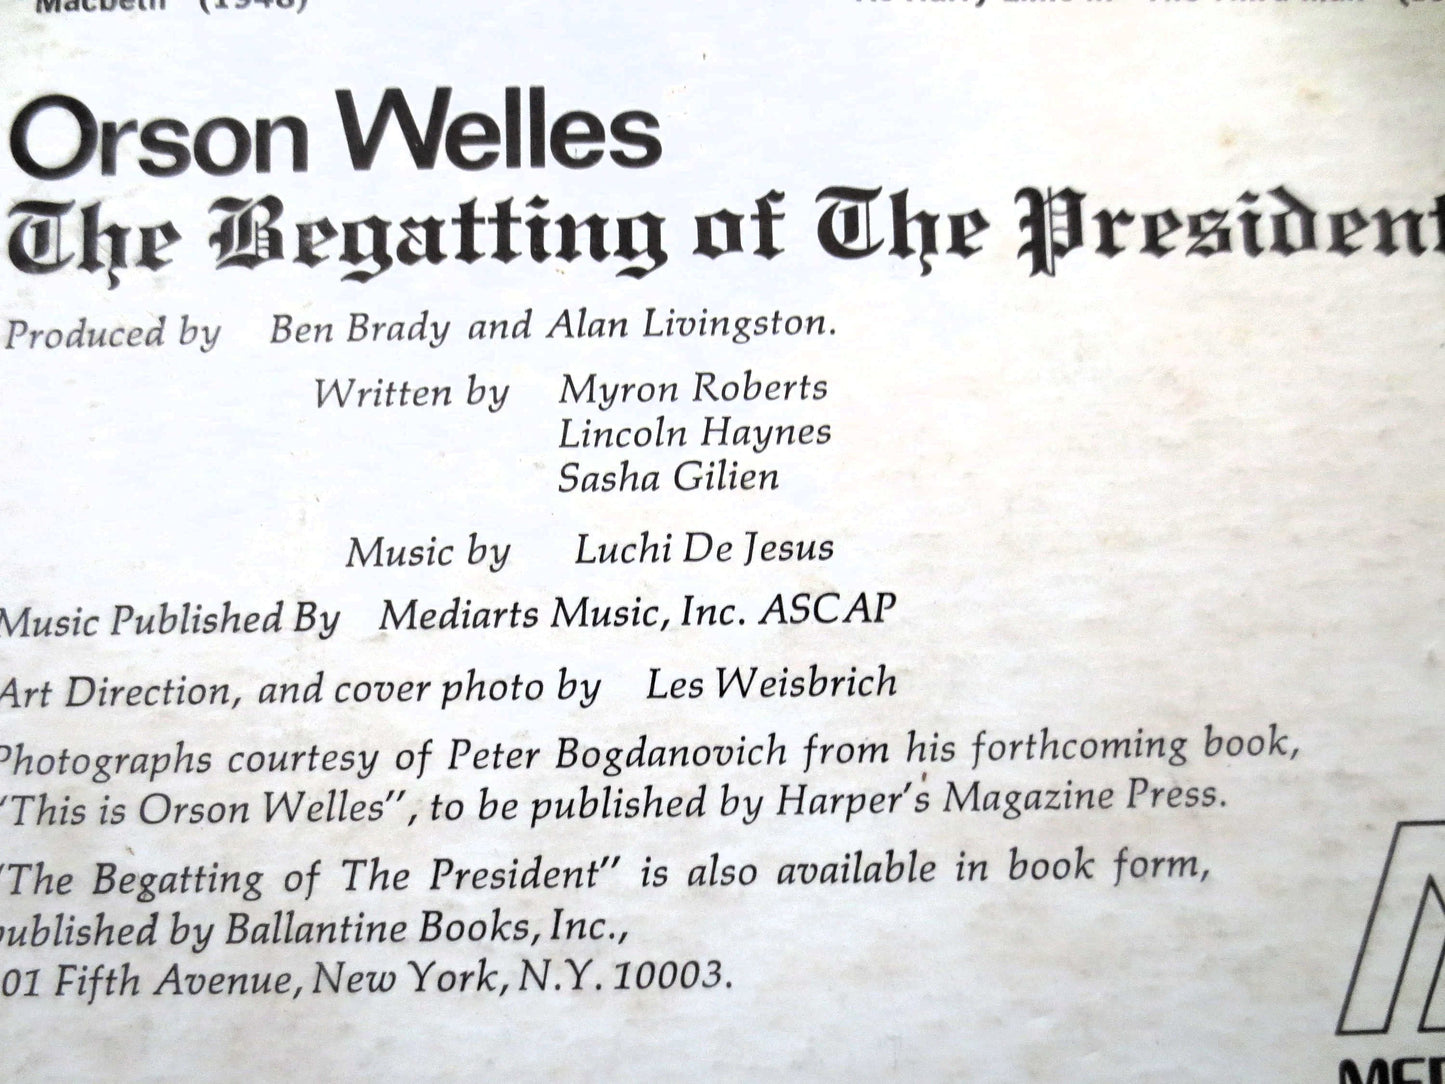 Macbeth" (1948)
Orson Welles
The Begatting of The President
Produced by Ben Brady and Alan Livingston.
Written by Myron Roberts
Lincoln Haynes
Sasha Gilien
Music by Luchi De Jesus
Music Published By Mediarts Music, Inc. ASCAP
Art Direction, and cover photo by Les Weisbrich
Photographs courtesy of Peter Bogdanovich from his forthcoming book,
"This is Orson Welles", to be published by Harper's Magazine Press.
"The Begatting of The President" is also available in book form,
published by Ballantine Books, Inc.,
01 Fifth Avenue, New York, N.Y. 10003.